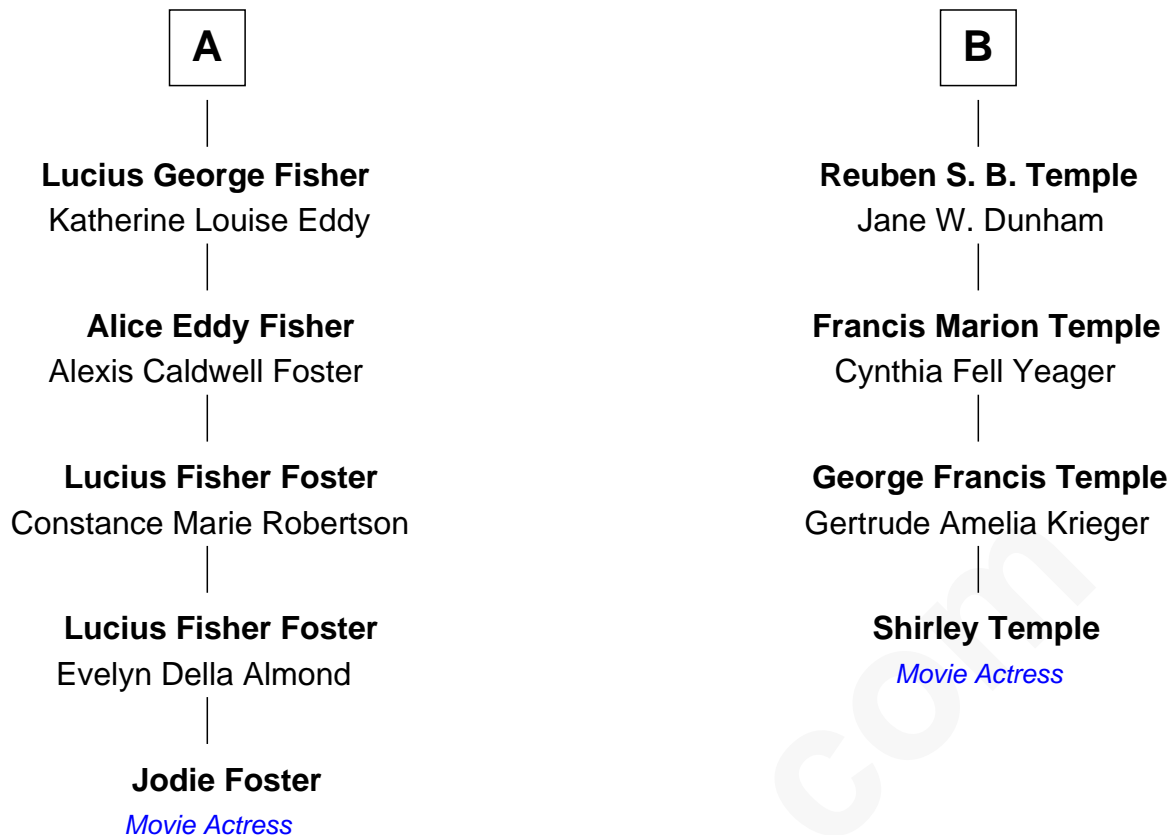 A
B
Lucius George Fisher
Katherine Louise Eddy
Reuben S. B. Temple
Jane W. Dunham
Alice Eddy Fisher
Alexis Caldwell Foster
Francis Marion Temple
Cynthia Fell Yeager
Lucius Fisher Foster
Constance Marie Robertson
George Francis Temple
Gertrude Amelia Krieger
Lucius Fisher Foster
Evelyn Della Almond
Shirley Temple
Movie Actress
Jodie Foster
Movie Actress
com